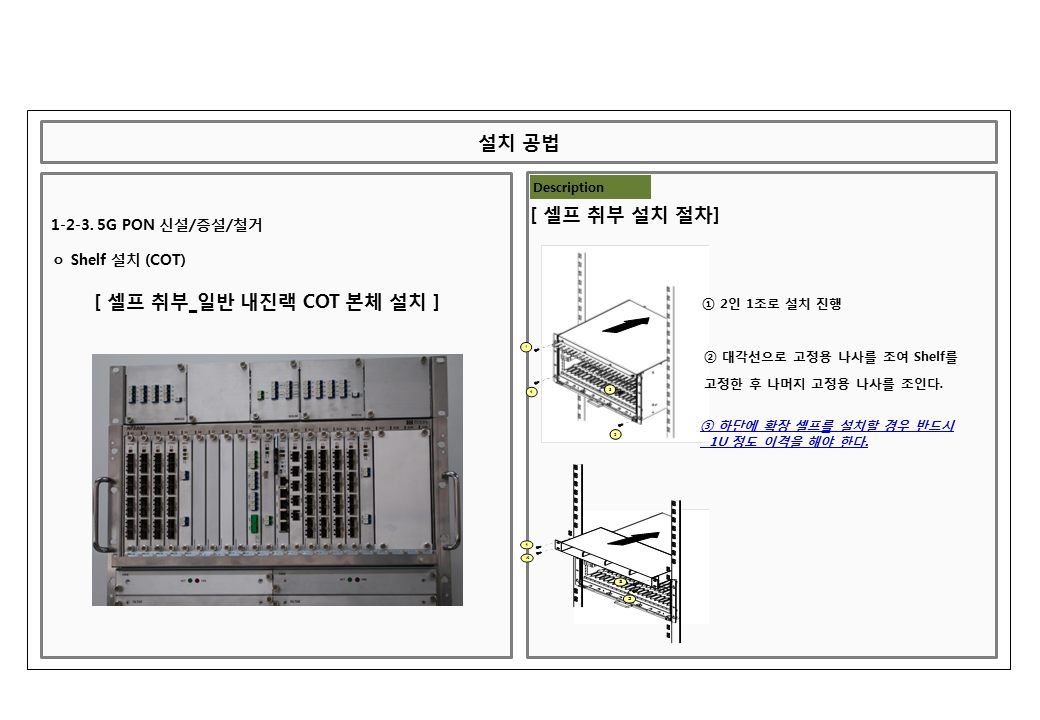 설치 공법
1-2-3. 5G PON 신설/증설/철거
o Shelf 설치 (COT)
[ 셀프 취부_일반 내진랙 COT 본체 설치 ]
Description
[ 셀프 취부 설치 절차]
① 2인 1조로 설치 진행
② 대각선으로 고정용 나사를 조여 Shelf를
고정한 후 나머지 고정용 나사를 조인다.
③ 하단에 확장 셀프를 설치할 경우 반드시
1U 정도 이격을 해야 한다.